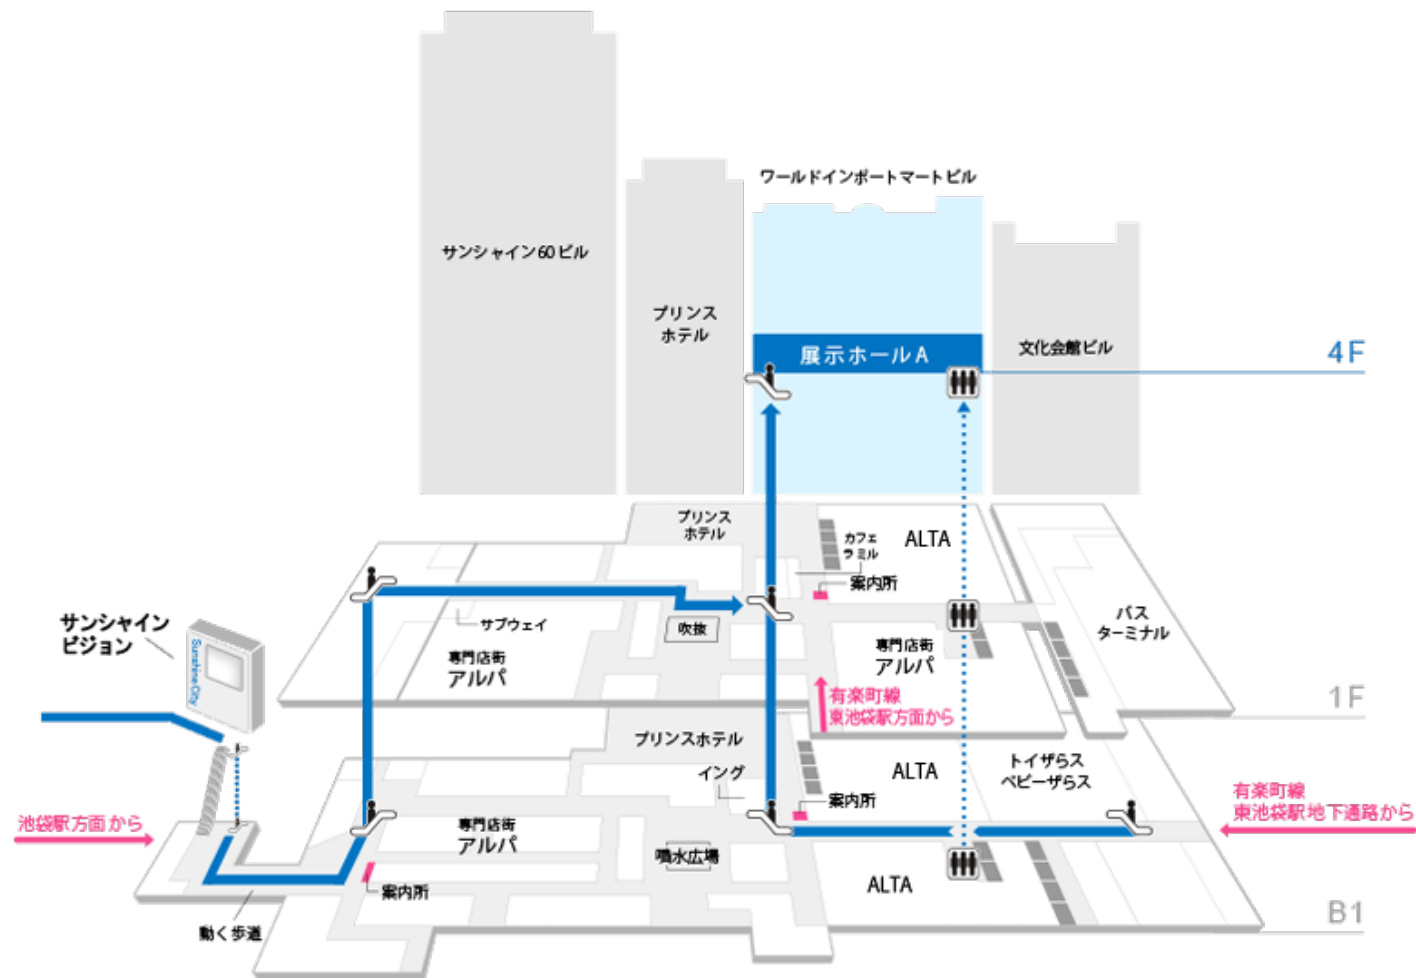 ワールドインポートマートビル
サンシャイン60ビル
プリンス
ホテル
展示ホールA
文化会館ビル
4F
プリンス
ホテル
カフェ
ラミル
ALTA
案内所
サンシャイン
ビジョン
Sunshine City
サブウェイ
吹抜
バス
ターミナル
専門店街
アルパ
専門店街
アルパ
有楽町線
東池袋駅方面から
1F
プリンスホテル
イング
ALTA
トイザらス
ベビーザらス
案内所
有楽町線
東池袋駅地下通路から
池袋駅方面から
専門店街
アルパ
噴水広場
ALTA
案内所
動く歩道
B1